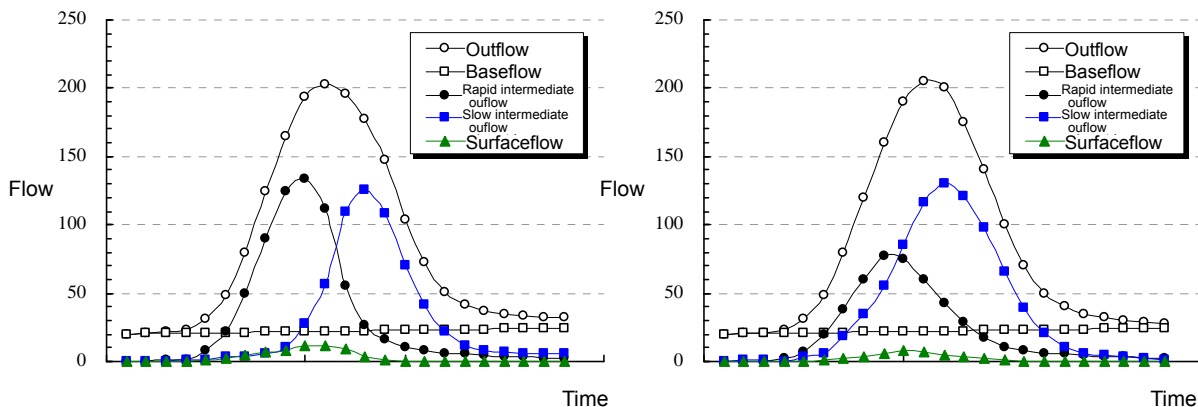 250
200
150
100
50
0
Flow
Time
Outflow
Baseflow
Rapid intermediate
ouflow
Slow intermediate
ouflow
Surfaceflow
250
200
150
100
50
0
Flow
Time
Outflow
Baseflow
Rapid intermediate
ouflow
Slow intermediate
ouflow
Surfaceflow